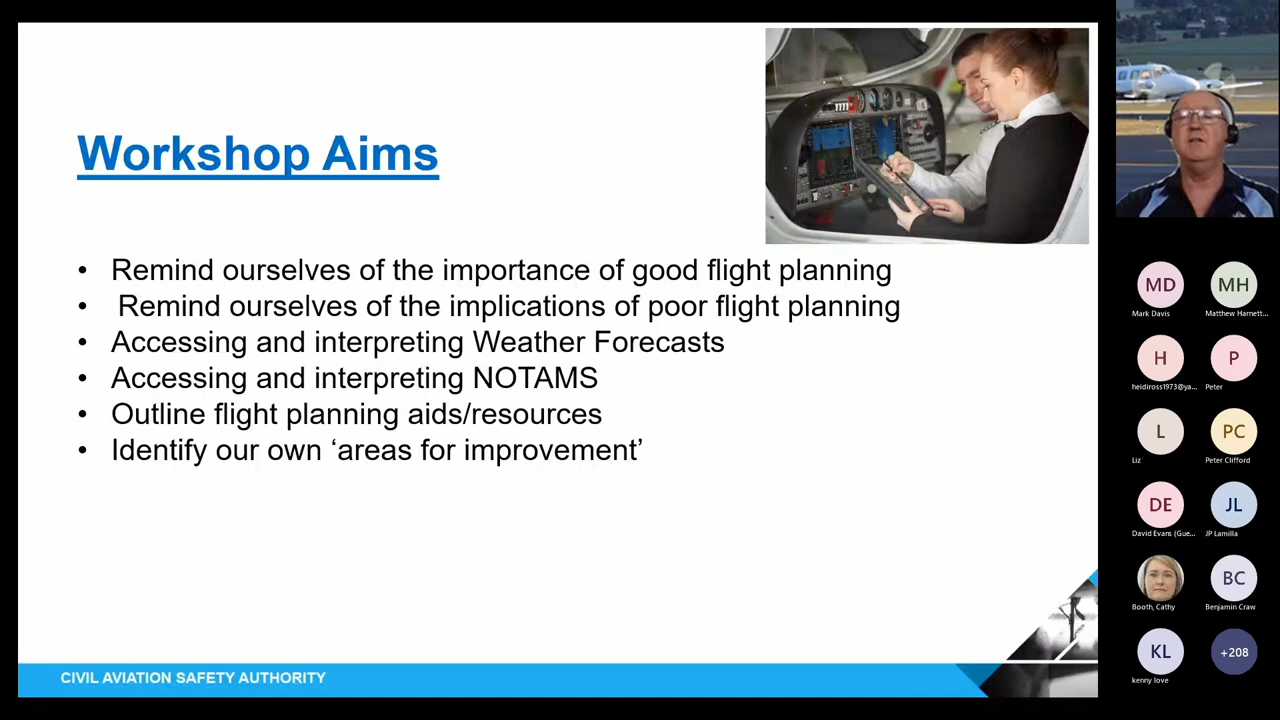 Workshop Aims
• Remind ourselves of the importance of good flight planning
• Remind ourselves of the implications of poor flight planning
• Accessing and interpreting Weather Forecasts
• Accessing and interpreting NOTAMS
• Outline flight planning aids/resources
• Identify our own ‘areas for improvement’
CIVIL AVIATION SAFETY AUTHORITY
MD MH
Mark Davis Matthew Harnett...
H P
heidiross1973@ya... Peter
L PC
Liz Peter Clifford
DE JL
David Evans (Gue... JP Lamilla
BC
Booth, Cathy Benjamin Craw
KL +208
kenny love